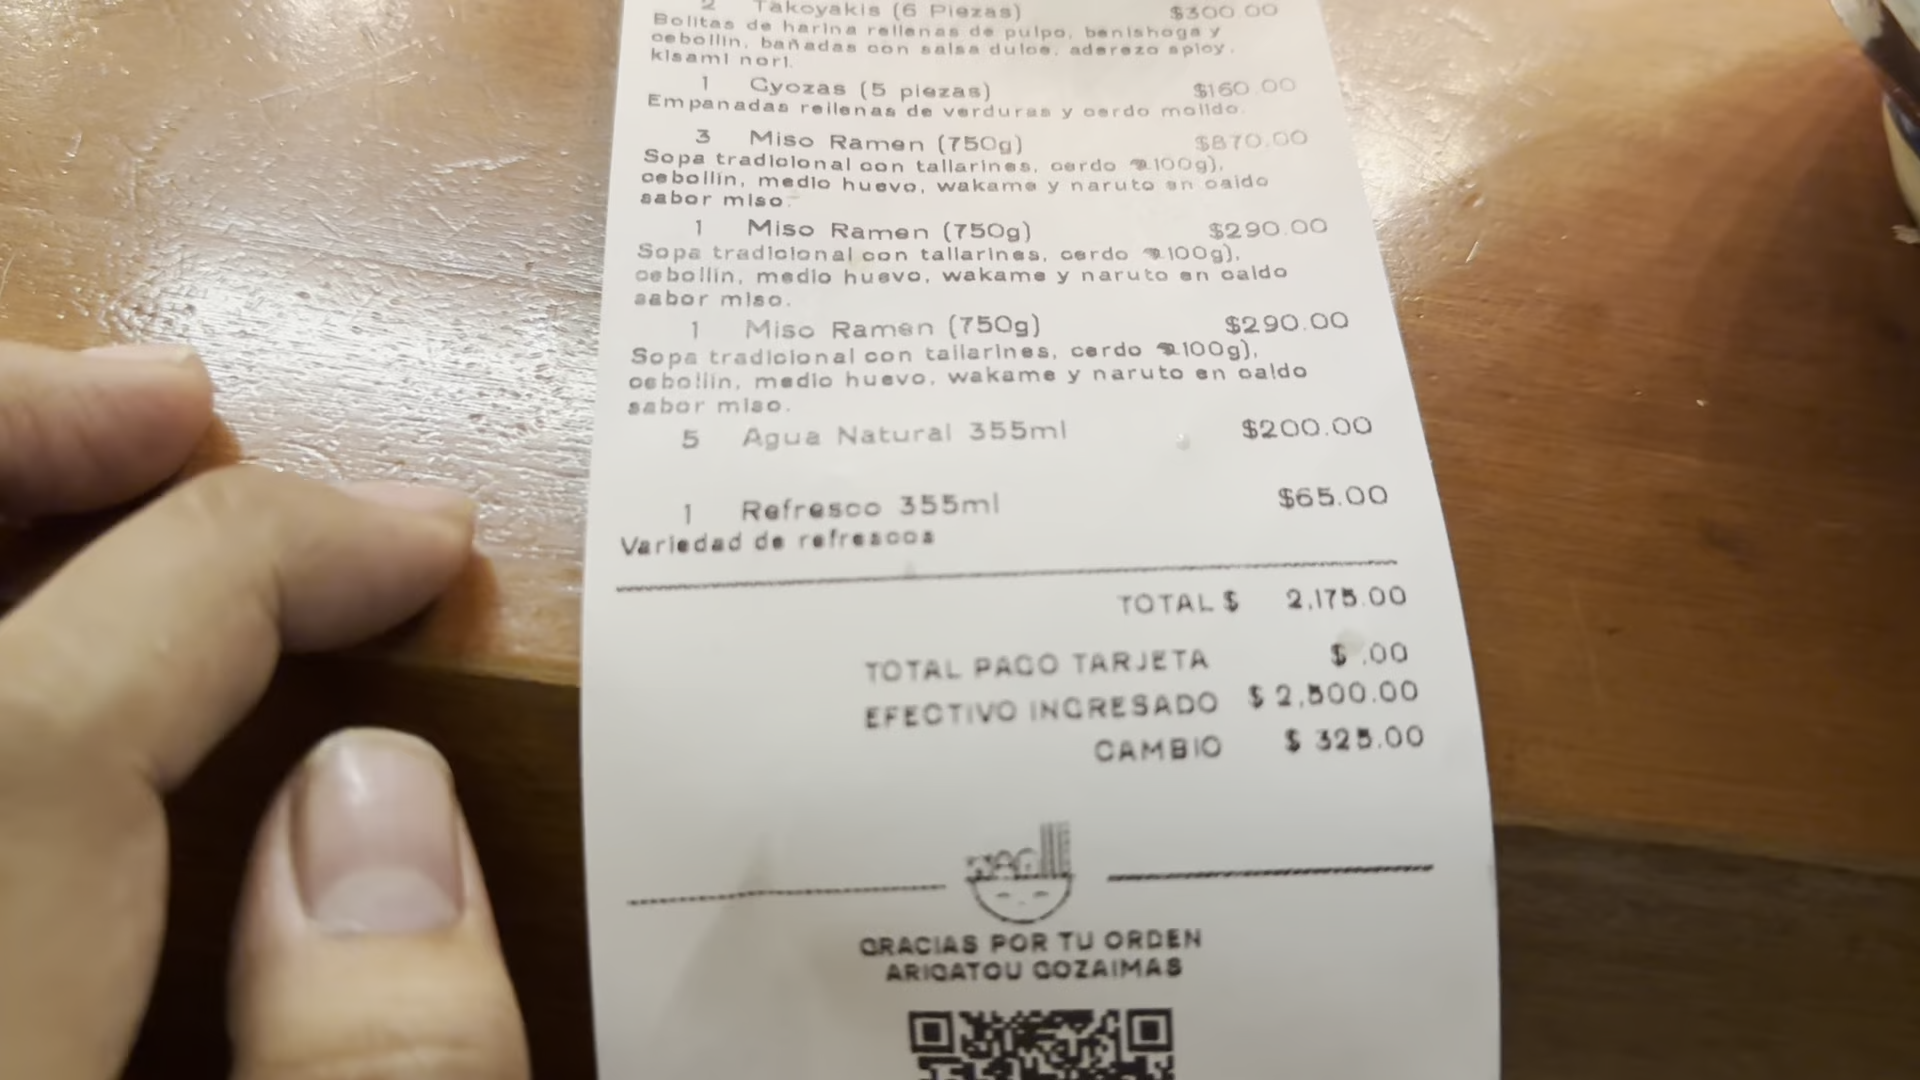 2 Takoyakis (6 Piezas) $300.00
Bolitas de harina rellenas de pulpo, benishoga y
cebollin, bañadas con salsa dulce, aderezo spicy,
kisami nori.
1 Gyozas (5 piezas) $160.00
Empanadas rellenas de verduras y cerdo molido.
3 Miso Ramen (750g) $870.00
Sopa tradicional con tallarines, cerdo 100g),
cebollin, medio huevo, wakame y naruto en caldo
sabor miso.
1 Miso Ramen (750g) $290.00
Sopa tradicional con tallarines, cerdo 100g),
cebollin, medio huevo, wakame y naruto en caldo
sabor miso.
1 Miso Ramen (750g) $290.00
Sopa tradicional con tallarines, cerdo 100g),
cebollin, medio huevo, wakame y naruto en caldo
sabor miso.
5 Agua Natural 355ml $200.00
1 Refresco 355ml $65.00
Variedad de refrescos
TOTAL $ 2,175.00
TOTAL PAGO TARJETA $ .00
EFECTIVO INGRESADO $ 2,500.00
CAMBIO $ 325.00
GRACIAS POR TU ORDEN
ARIGATOU GOZAIMAS